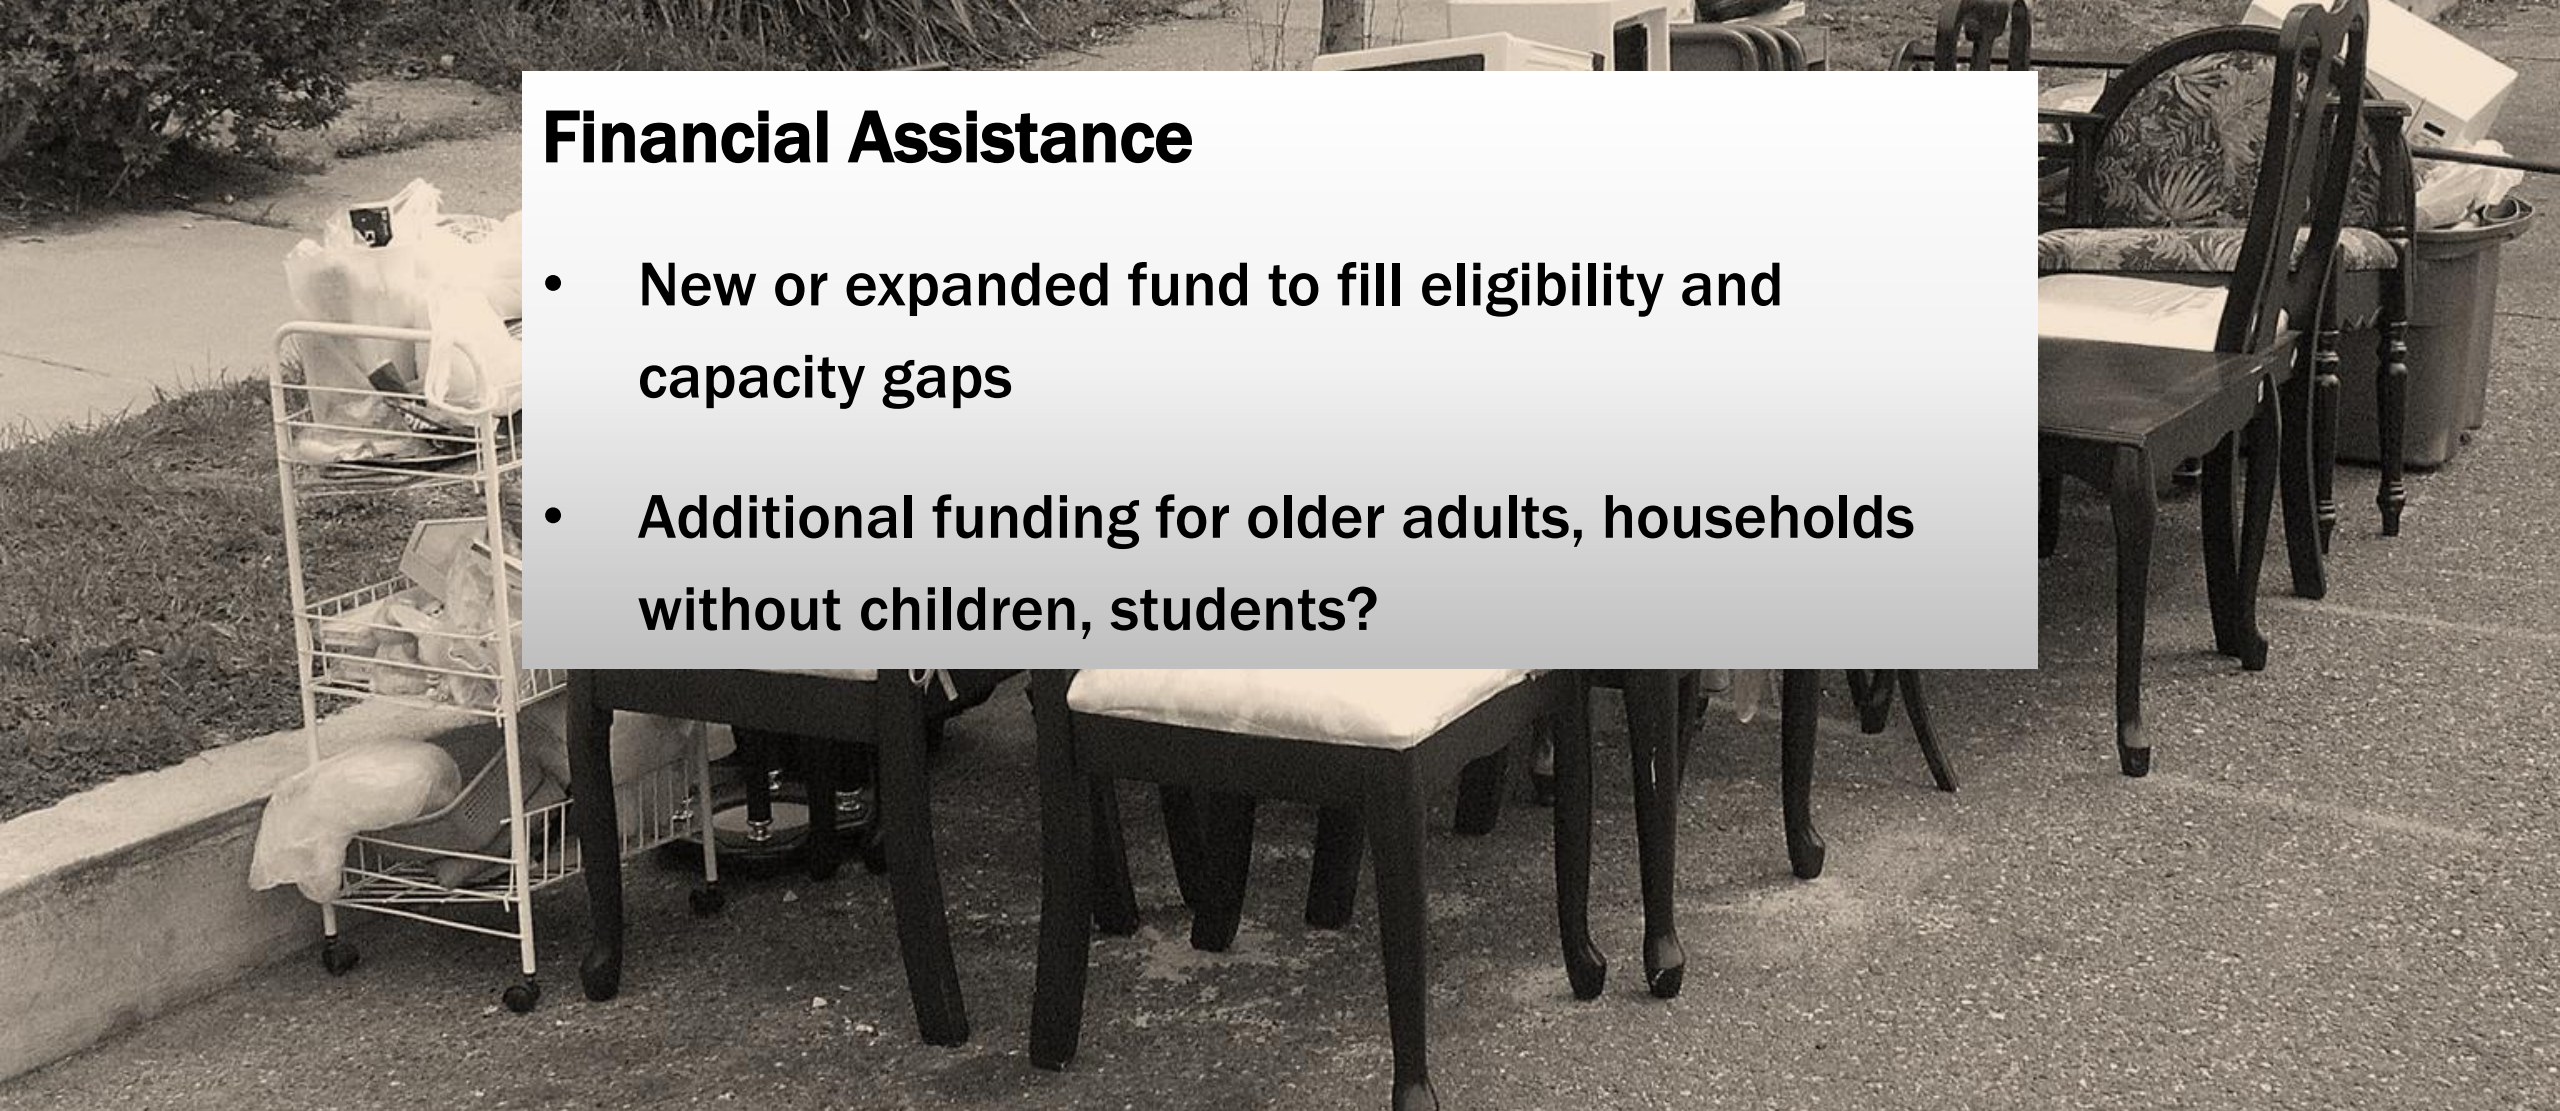 Financial Assistance
• New or expanded fund to fill eligibility and
capacity gaps
• Additional funding for older adults, households
without children, students?